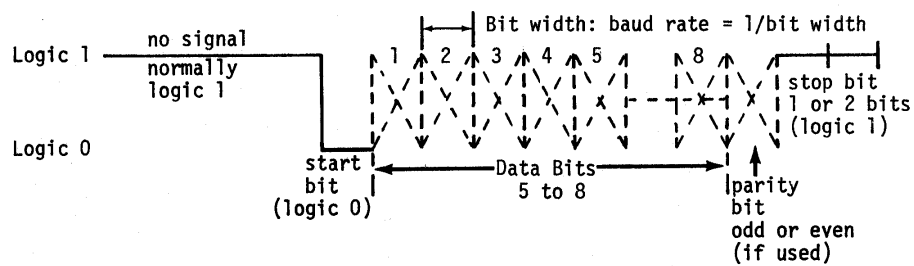 Bit width: baud rate = 1/bit width
Logic 1
no signal
normally
logic 1
1 2 3 4 5 8
stop bit
1 or 2 bits
(logic 1)
Logic 0
start
bit
(logic 0)
Data Bits
5 to 8
parity
bit
odd or even
(if used)